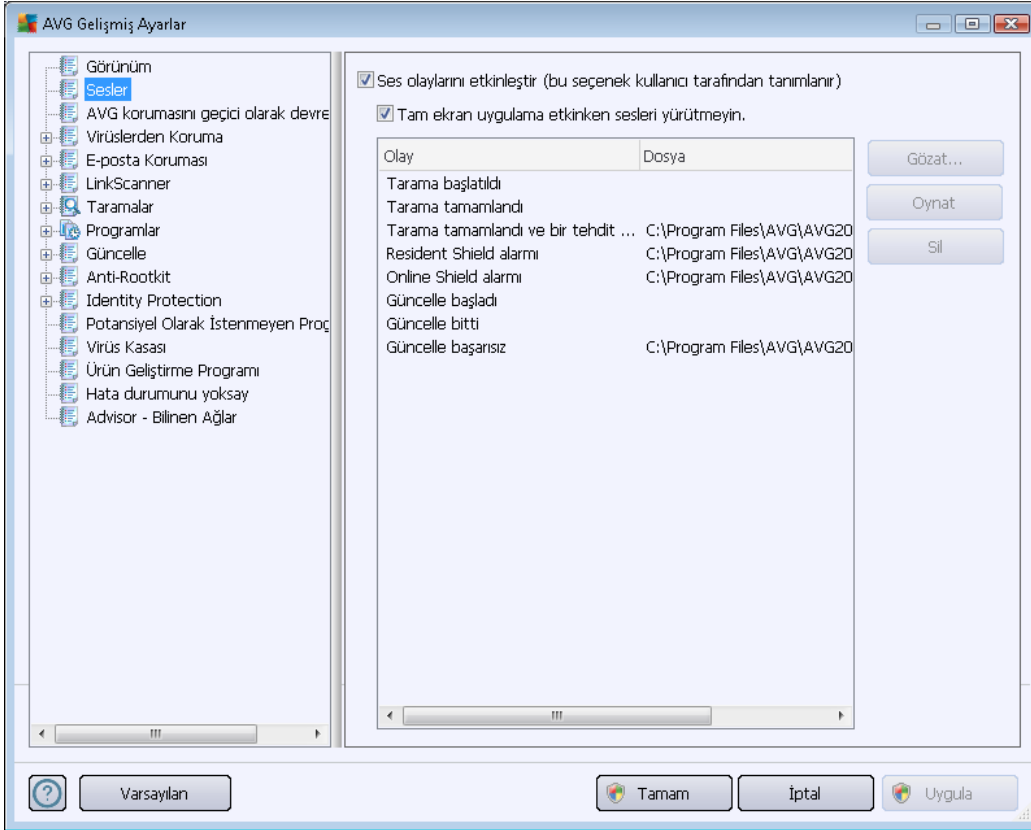 AVG Gelişmiş Ayarlar
Görünüm
Sesler
AVG korumasını geçici olarak devre
Virüslerden Koruma
E-posta Koruması
LinkScanner
Taramalar
Programlar
Güncelle
Anti-Rootkit
Identity Protection
Potansiyel Olarak İstenmeyen Prog
Virüs Kasası
Ürün Geliştirme Programı
Hata durumunu yoksay
Advisor - Bilinen Ağlar
Ses olaylarını etkinleştir (bu seçenek kullanıcı tarafından tanımlanır)
Tam ekran uygulama etkinken sesleri yürütmeyin.
Olay Dosya
Tarama başlatıldı
Tarama tamamlandı
Tarama tamamlandı ve bir tehdit ... C:\Program Files\AVG\AVG20
Resident Shield alarmı C:\Program Files\AVG\AVG20
Online Shield alarmı C:\Program Files\AVG\AVG20
Güncelle başladı
Güncelle bitti
Güncelle başarısız C:\Program Files\AVG\AVG20
Gözat...
Oynat
Sil
Varsayılan
Tamam
İptal
Uygula